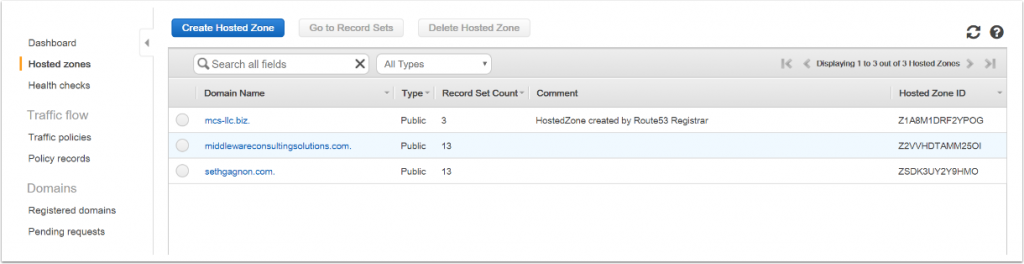 Create Hosted Zone Go to Record Sets Delete Hosted Zone
Dashboard
Hosted zones
Health checks
Traffic flow
Traffic policies
Policy records
Domains
Registered domains
Pending requests
Search all fields All Types Displaying 1 to 3 out of 3 Hosted Zones
Domain Name Type Record Set Count Comment Hosted Zone ID
mcs-llc.biz. Public 3 HostedZone created by Route53 Registrar Z1A8M1DRF2YPOG
middlewareconsultingsolutions.com. Public 13 Z2VVHDTAMM25OI
sethgagnon.com. Public 13 ZSDK3UY2Y9HMO